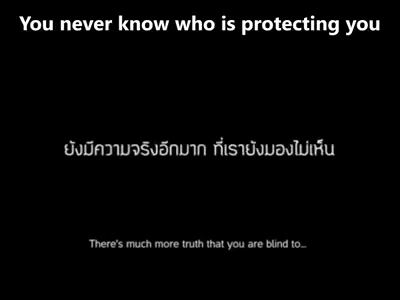 You never know who is protecting you
ยังมีความจริงอีกมาก ที่เรายังมองไม่เห็น
There's much more truth that you are blind to...